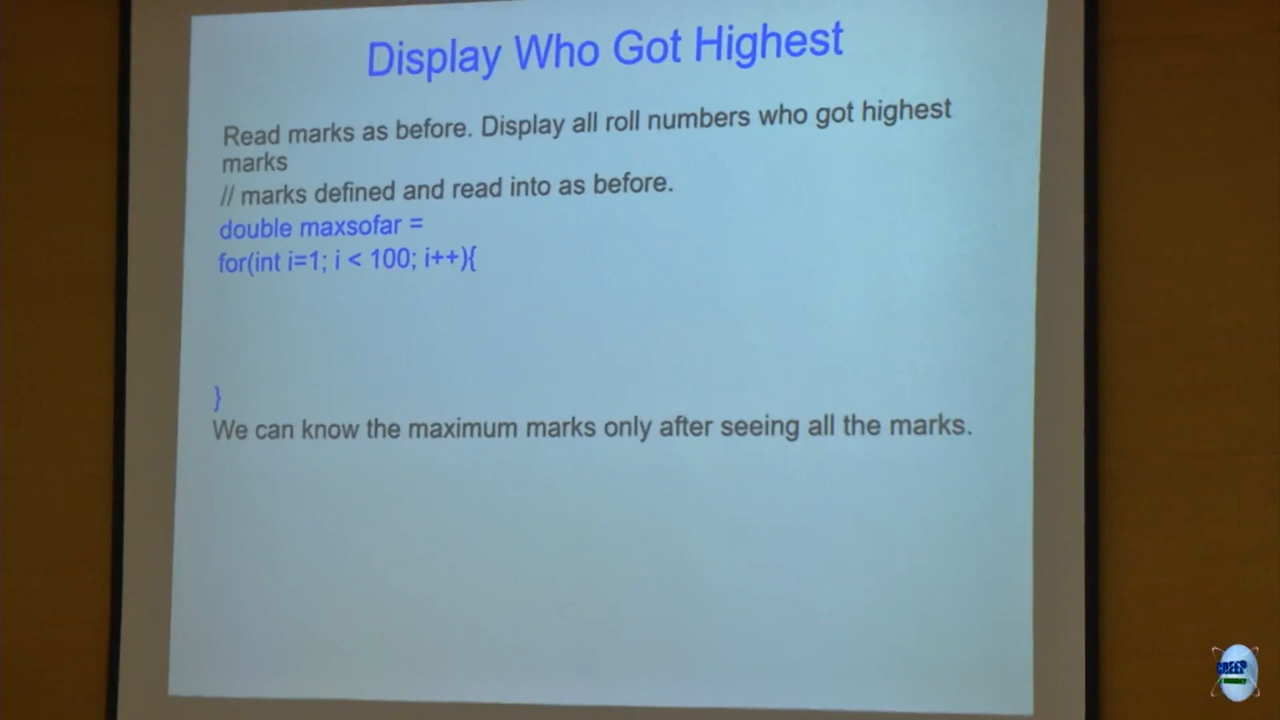 Display Who Got Highest
Read marks as before. Display all roll numbers who got highest
marks
// marks defined and read into as before.
double maxsofar =
for(int i=1; i < 100; i++){
}
We can know the maximum marks only after seeing all the marks.